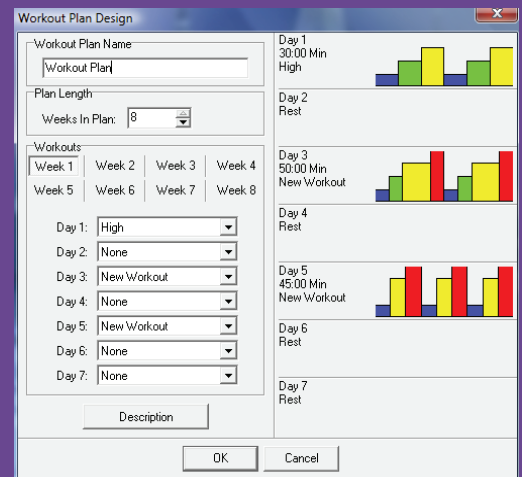 Workout Plan Design
Workout Plan Name
Workout Plan
Plan Length
Weeks In Plan: 8
Workouts
Week 1 Week 2 Week 3 Week 4
Week 5 Week 6 Week 7 Week 8
Day 1: High
Day 2: None
Day 3: New Workout
Day 4: None
Day 5: New Workout
Day 6: None
Day 7: None
Description
Day 1
30:00 Min
High
Day 2
Rest
Day 3
50:00 Min
New Workout
Day 4
Rest
Day 5
45:00 Min
New Workout
Day 6
Rest
Day 7
Rest
OK Cancel